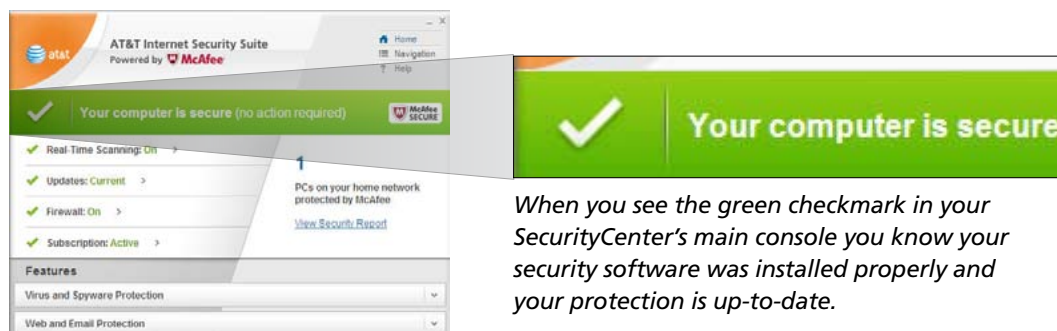 at&t
AT&T Internet Security Suite
Powered by McAfee
Home
Navigation
? Help
Your computer is secure (no action required)
McAfee
SECURE
Real-Time Scanning: On >
Updates: Current >
Firewall: On >
Subscription: Active >
1
PCs on your home network
protected by McAfee
View Security Report
Features
Virus and Spyware Protection
Web and Email Protection
Your computer is secure
When you see the green checkmark in your
SecurityCenter's main console you know your
security software was installed properly and
your protection is up-to-date.